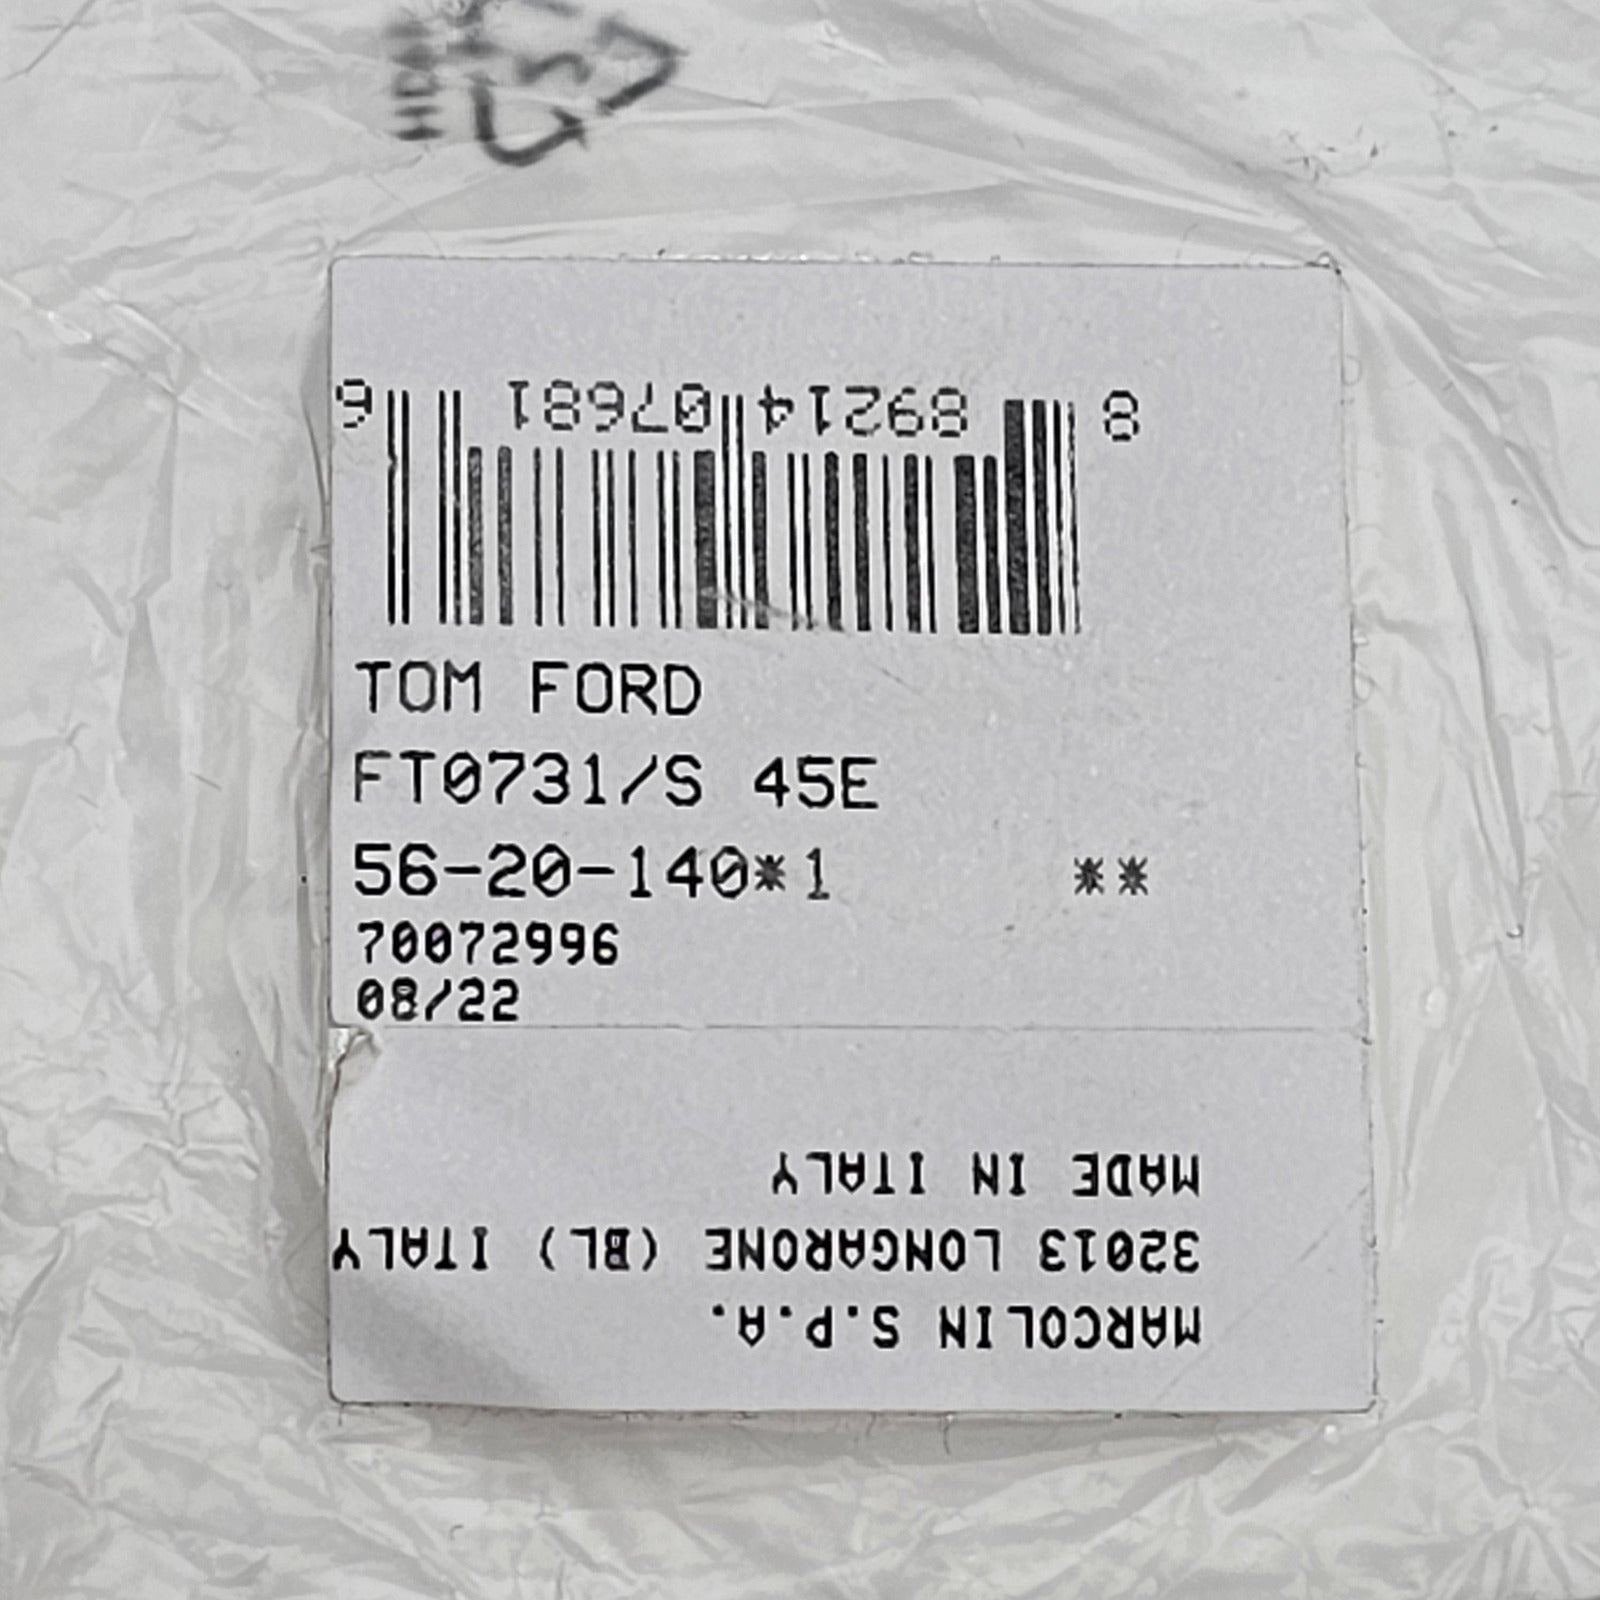 8 89214 07681 6
TOM FORD
FT0731/S 45E
56-20-140*1 **
70072996
08/22
MARCOLIN S.P.A.
32013 LONGARONE (BL) ITALY
MADE IN ITALY